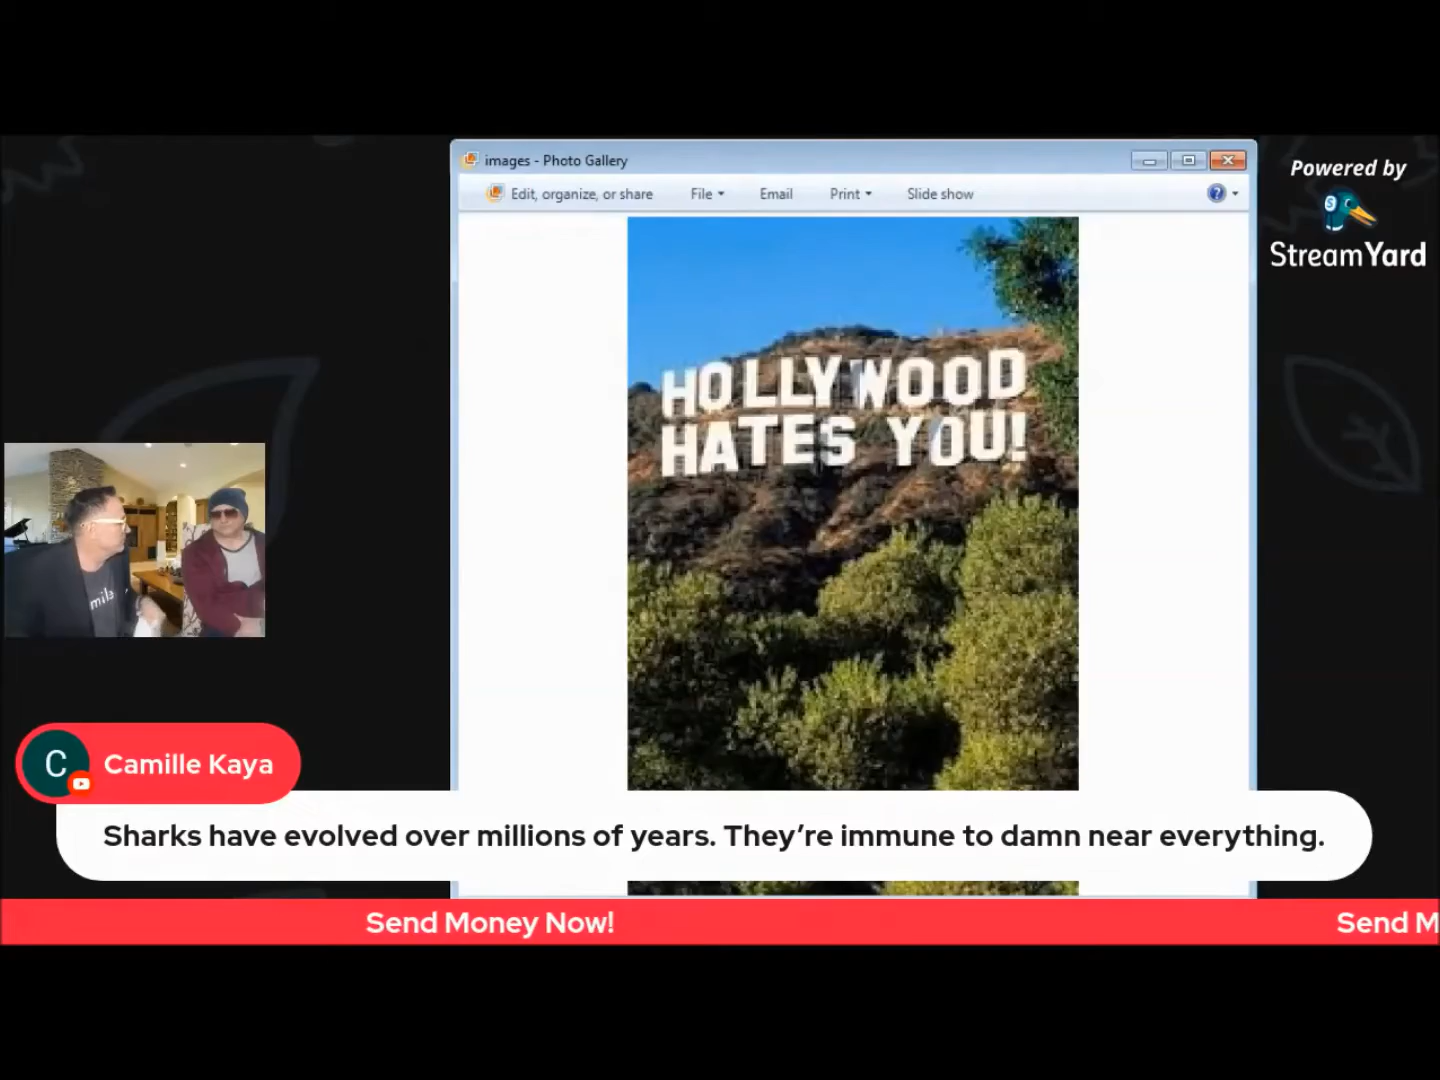 images - Photo Gallery
Edit, organize, or share File Email Print Slide show
Powered by
StreamYard
HOLLYWOOD
HATES YOU!
C Camille Kaya
Sharks have evolved over millions of years. They’re immune to damn near everything.
Send Money Now! Send M